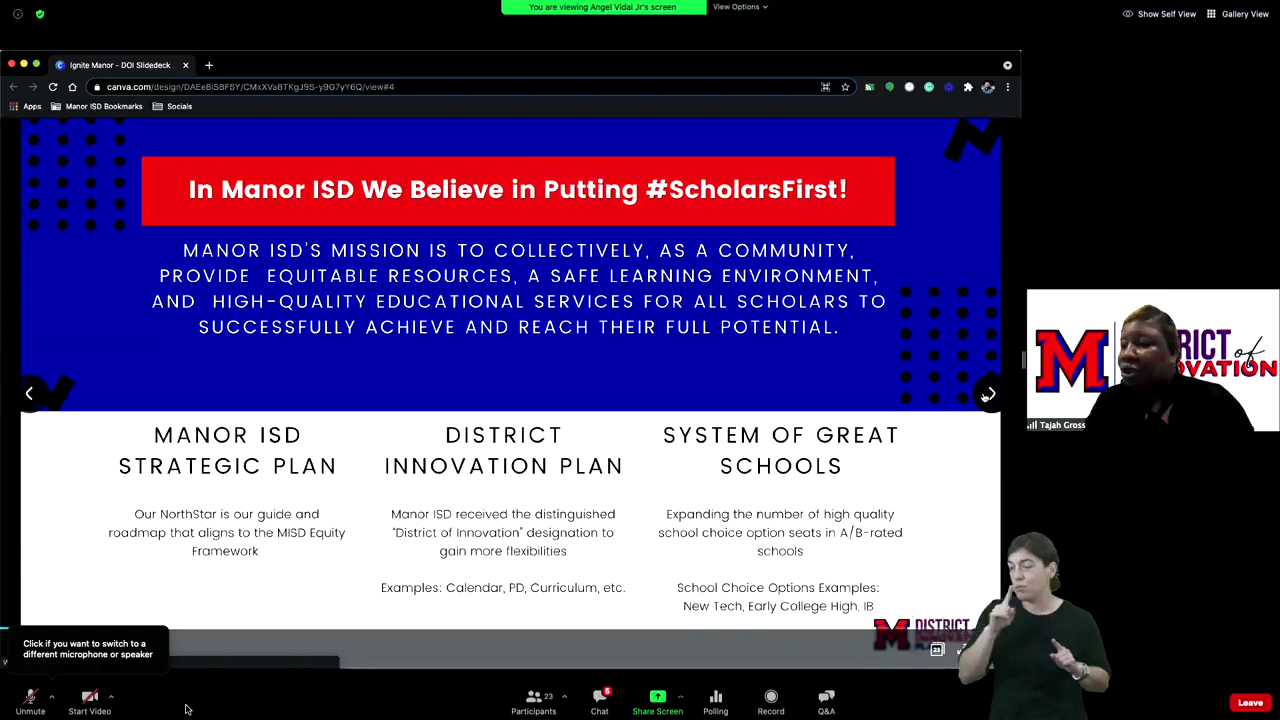 You are viewing Angel Vidal Jr's screen
View Options
Show Self View
Gallery View
Ignite Manor - DOI Slidedeck
canva.com/design/DAEe8iSBF5Y/CMxXVa8TKgJ9S-y9G7yY6Q/view#4
Apps
Manor ISD Bookmarks
Socials
In Manor ISD We Believe in Putting #ScholarsFirst!
MANOR ISD'S MISSION IS TO COLLECTIVELY, AS A COMMUNITY,
PROVIDE EQUITABLE RESOURCES, A SAFE LEARNING ENVIRONMENT,
AND HIGH-QUALITY EDUCATIONAL SERVICES FOR ALL SCHOLARS TO
SUCCESSFULLY ACHIEVE AND REACH THEIR FULL POTENTIAL.
MANOR ISD
STRATEGIC PLAN
Our NorthStar is our guide and
roadmap that aligns to the MISD Equity
Framework
DISTRICT
INNOVATION PLAN
Manor ISD received the distinguished
"District of Innovation" designation to
gain more flexibilities
Examples: Calendar, PD, Curriculum, etc.
SYSTEM OF GREAT
SCHOOLS
Expanding the number of high quality
school choice option seats in A/B-rated
schools
School Choice Options Examples:
New Tech, Early College High, IB
M DISTRICT
23
M
RICT of
OVATION
Tajah Gross
Click if you want to switch to a
different microphone or speaker
Unmute
Start Video
Participants
23
Chat
6
Share Screen
Polling
Record
Q&A
Leave